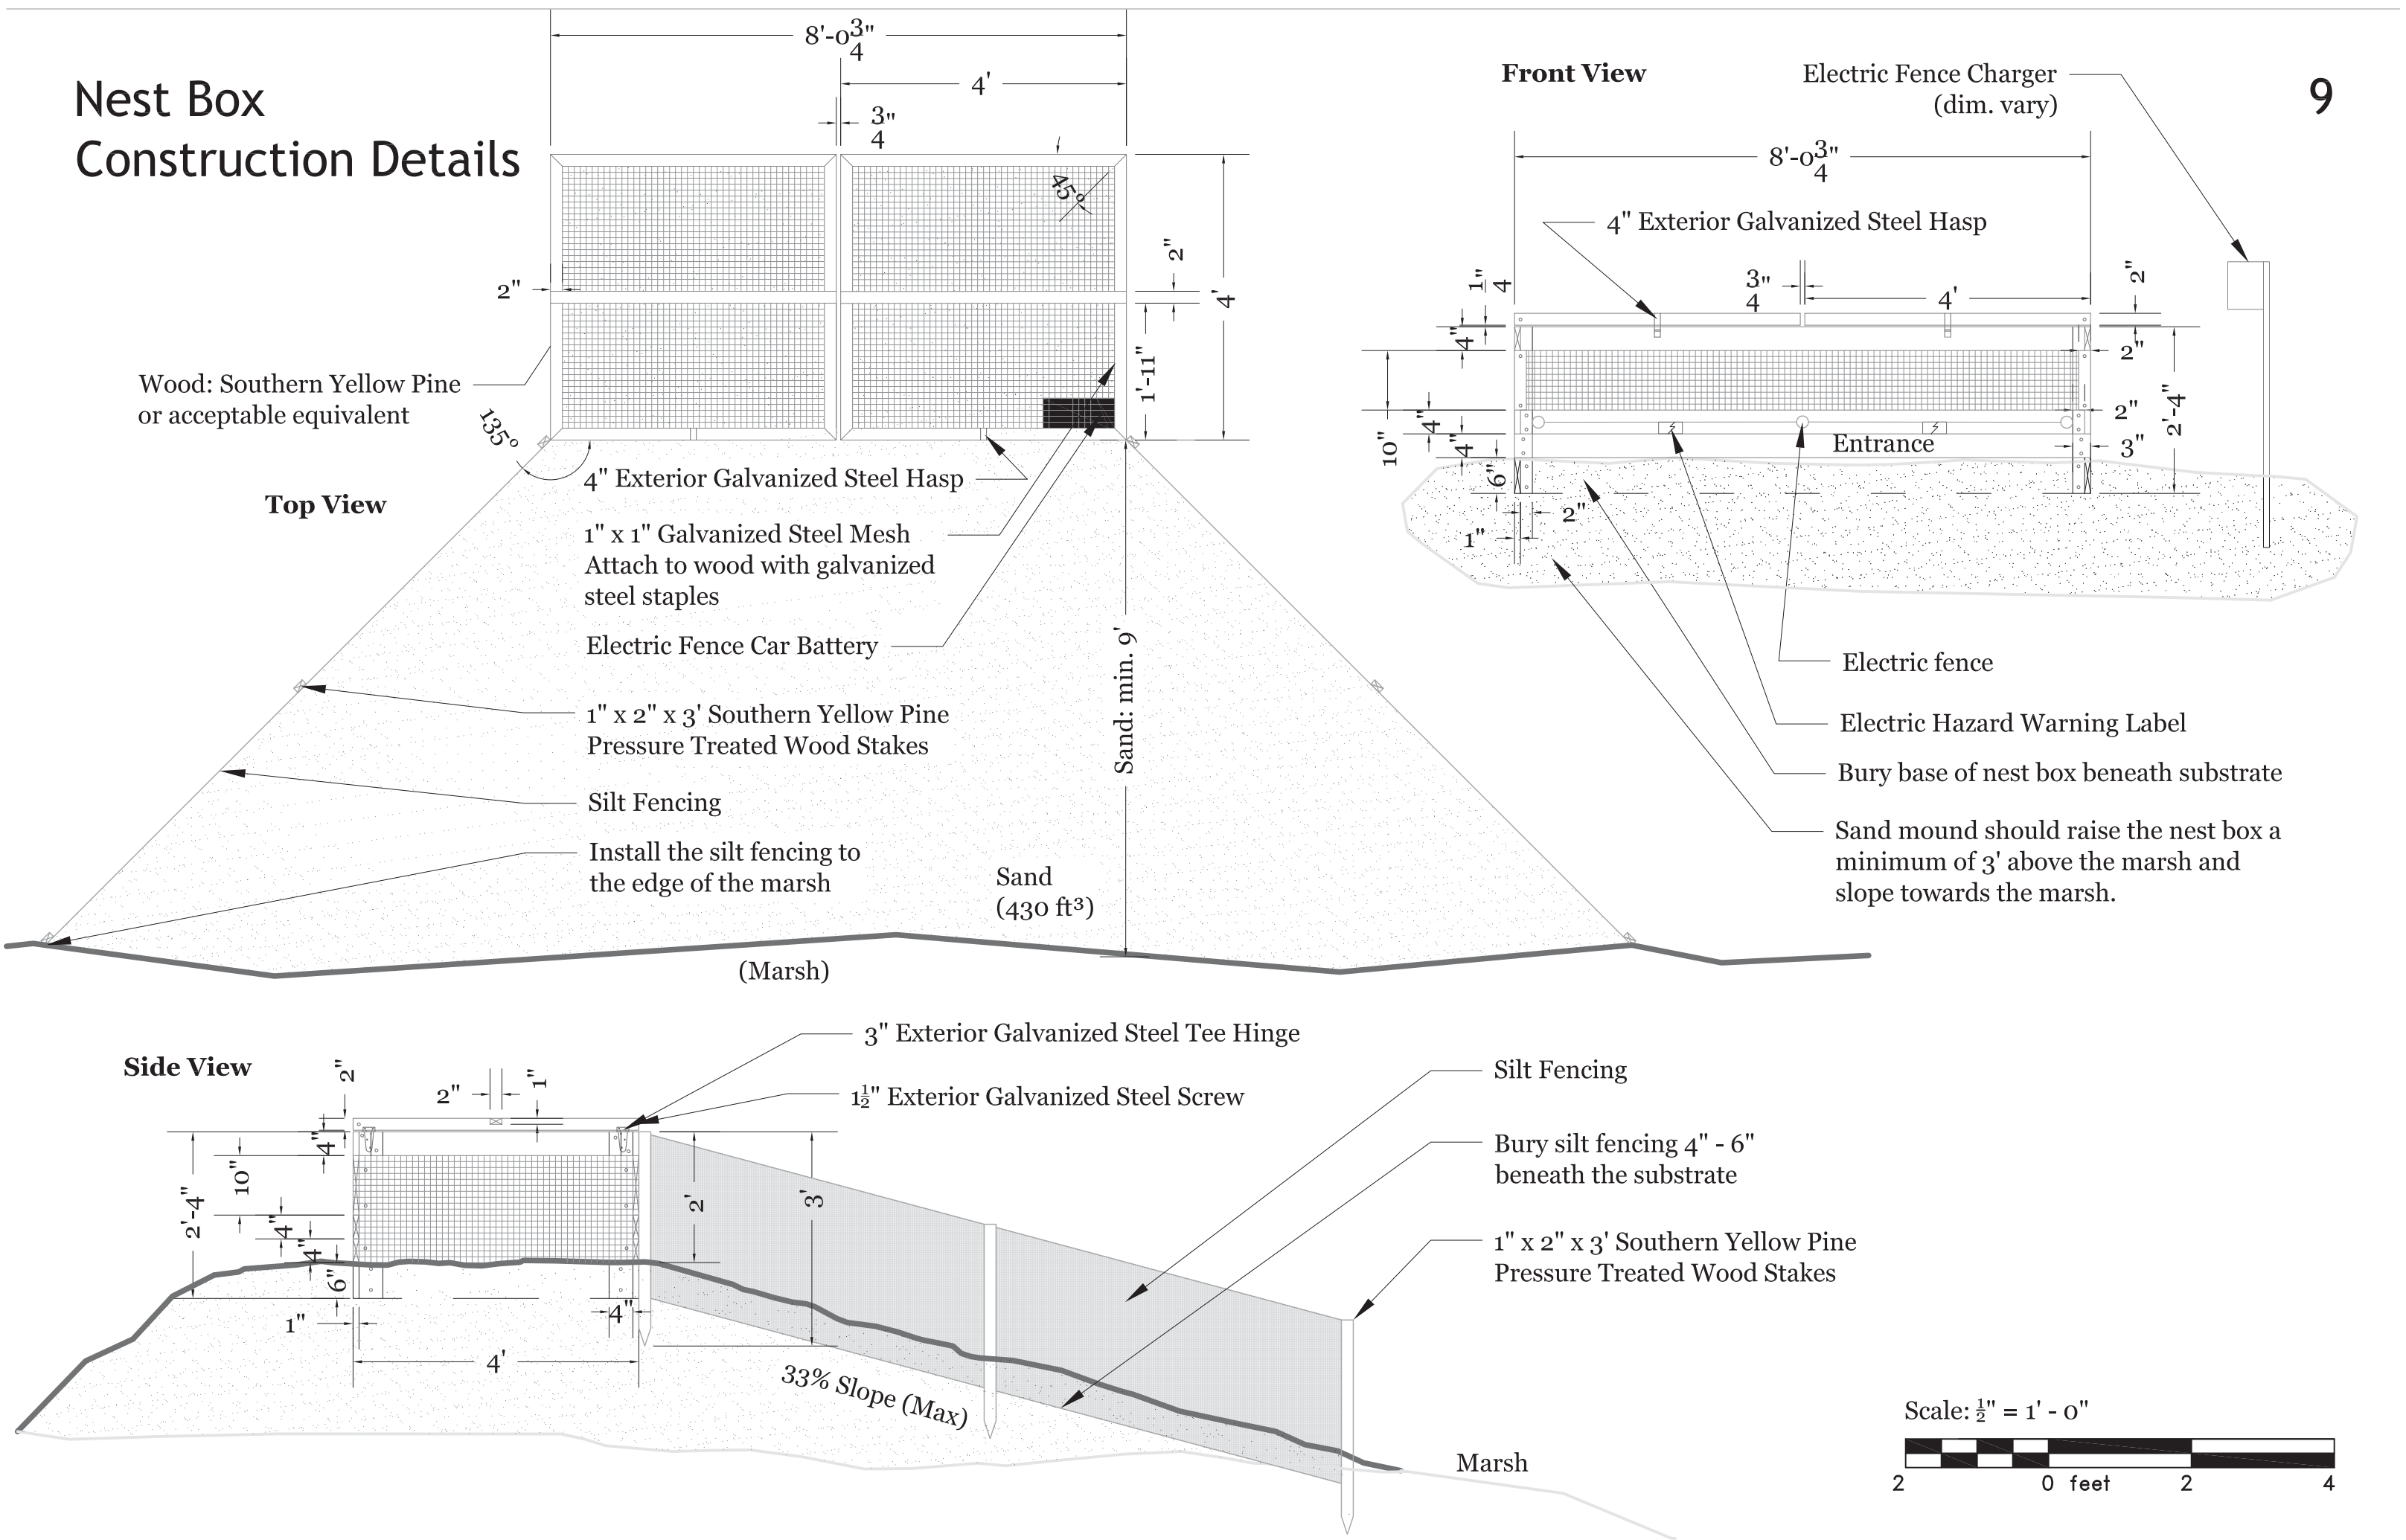 Nest Box
Construction Details
9
8'-0 3/4"
4'
3/4"
45°
2"
2"
4'
1'-11"
Wood: Southern Yellow Pine
or acceptable equivalent
135°
Top View
4" Exterior Galvanized Steel Hasp
1" x 1" Galvanized Steel Mesh
Attach to wood with galvanized
steel staples
Electric Fence Car Battery
1" x 2" x 3' Southern Yellow Pine
Pressure Treated Wood Stakes
Silt Fencing
Install the silt fencing to
the edge of the marsh
Sand: min. 9'
Sand
(430 ft³)
(Marsh)
Front View
Electric Fence Charger
(dim. vary)
8'-0 3/4"
4" Exterior Galvanized Steel Hasp
1/4"
3/4"
4'
2"
4"
2"
10"
4"
2"
2'-4"
4"
Entrance
3"
6"
2"
1"
Electric fence
Electric Hazard Warning Label
Bury base of nest box beneath substrate
Sand mound should raise the nest box a
minimum of 3' above the marsh and
slope towards the marsh.
Side View
3" Exterior Galvanized Steel Tee Hinge
1½" Exterior Galvanized Steel Screw
2"
2"
1"
4"
10"
2'-4"
4"
4"
6"
1"
4"
4'
2'
3'
33% Slope (Max)
Silt Fencing
Bury silt fencing 4" - 6"
beneath the substrate
1" x 2" x 3' Southern Yellow Pine
Pressure Treated Wood Stakes
Marsh
Scale: ½" = 1' - 0"
2 0 feet 2 4